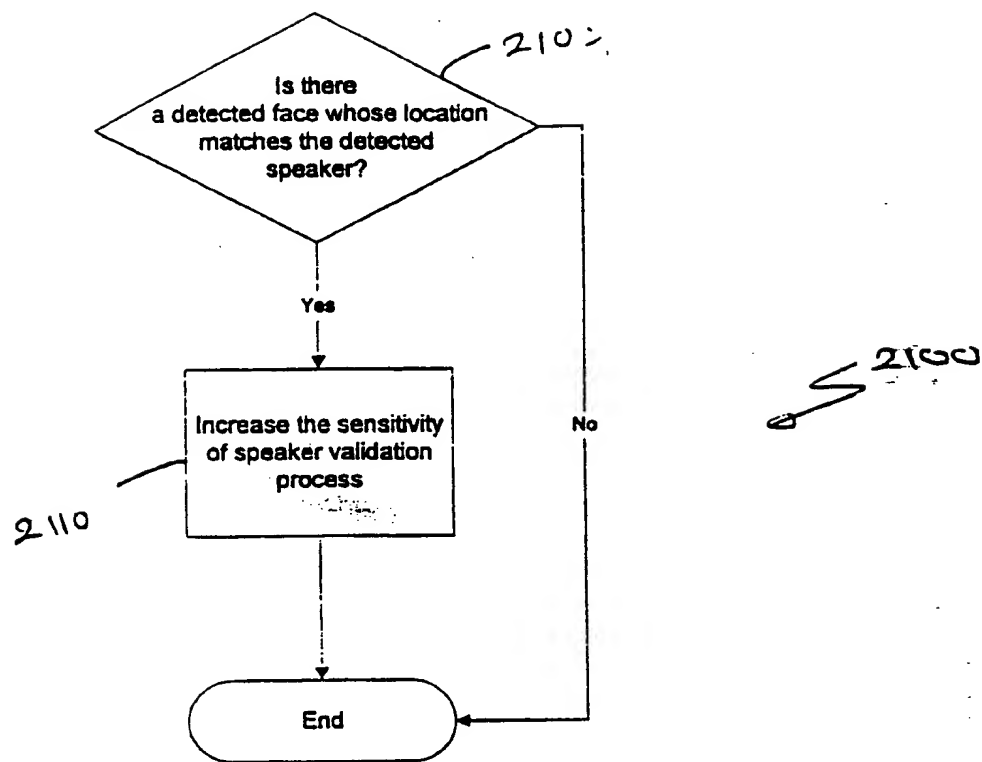 Is there
a detected face whose location
matches the detected
speaker?
Yes
No
2100
Increase the sensitivity
of speaker validation
process
2110
End